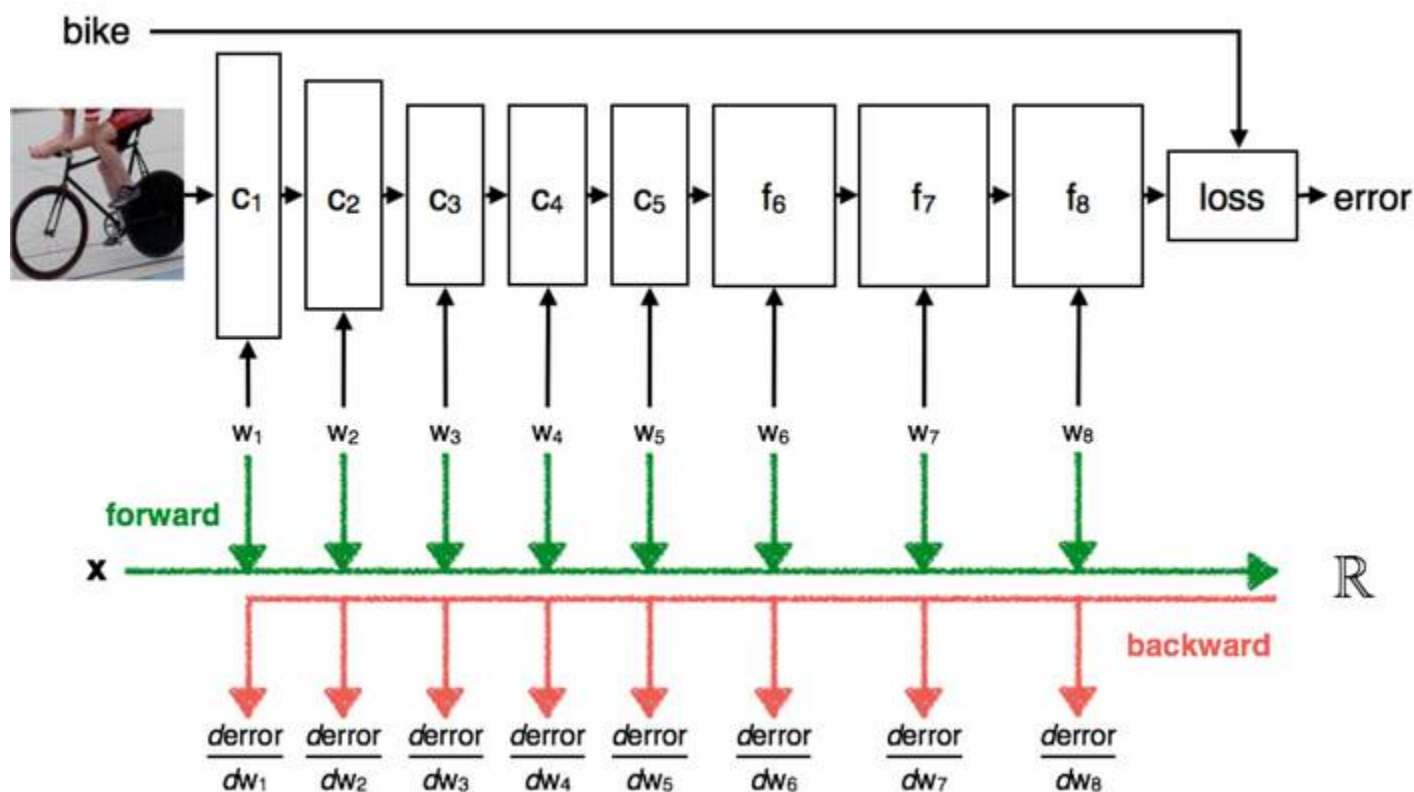 bike
c₁ c₂ c₃ c₄ c₅ f₆ f₇ f₈ loss error
w₁ w₂ w₃ w₄ w₅ w₆ w₇ w₈
forward
x ℝ
backward
derror derror derror derror derror derror derror derror
dw₁ dw₂ dw₃ dw₄ dw₅ dw₆ dw₇ dw₈